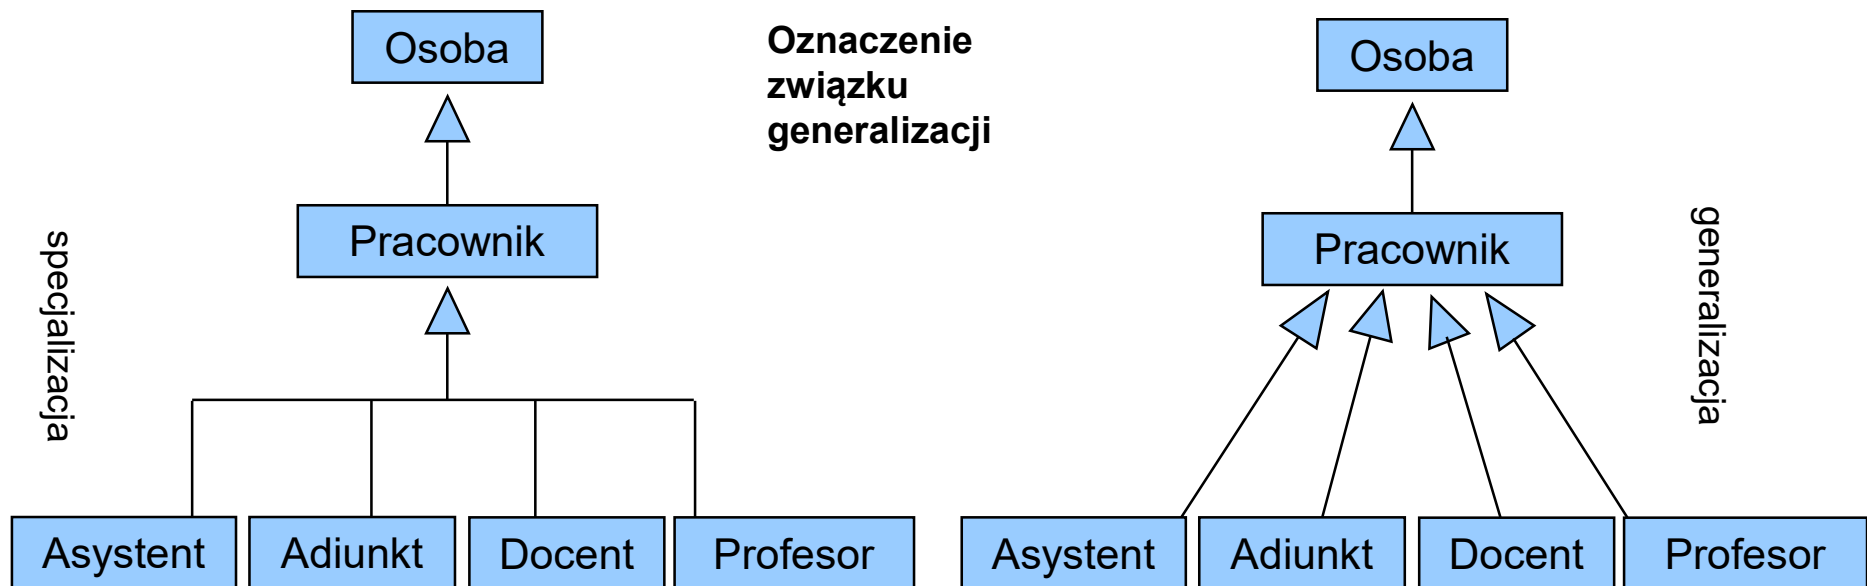 Osoba
Oznaczenie
związku
generalizacji
Osoba
specjalizacja
Pracownik
Pracownik
generalizacja
Asystent
Adiunkt
Docent
Profesor
Asystent
Adiunkt
Docent
Profesor